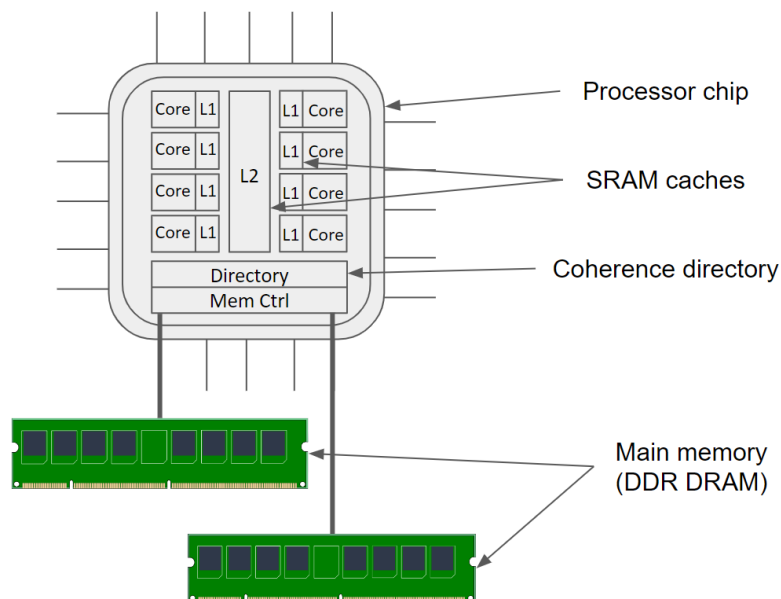 Processor chip
Core L1 L1 Core
Core L1 L1 Core
L2
SRAM caches
Core L1 L1 Core
Core L1 L1 Core
Directory
Coherence directory
Mem Ctrl
Main memory
(DDR DRAM)